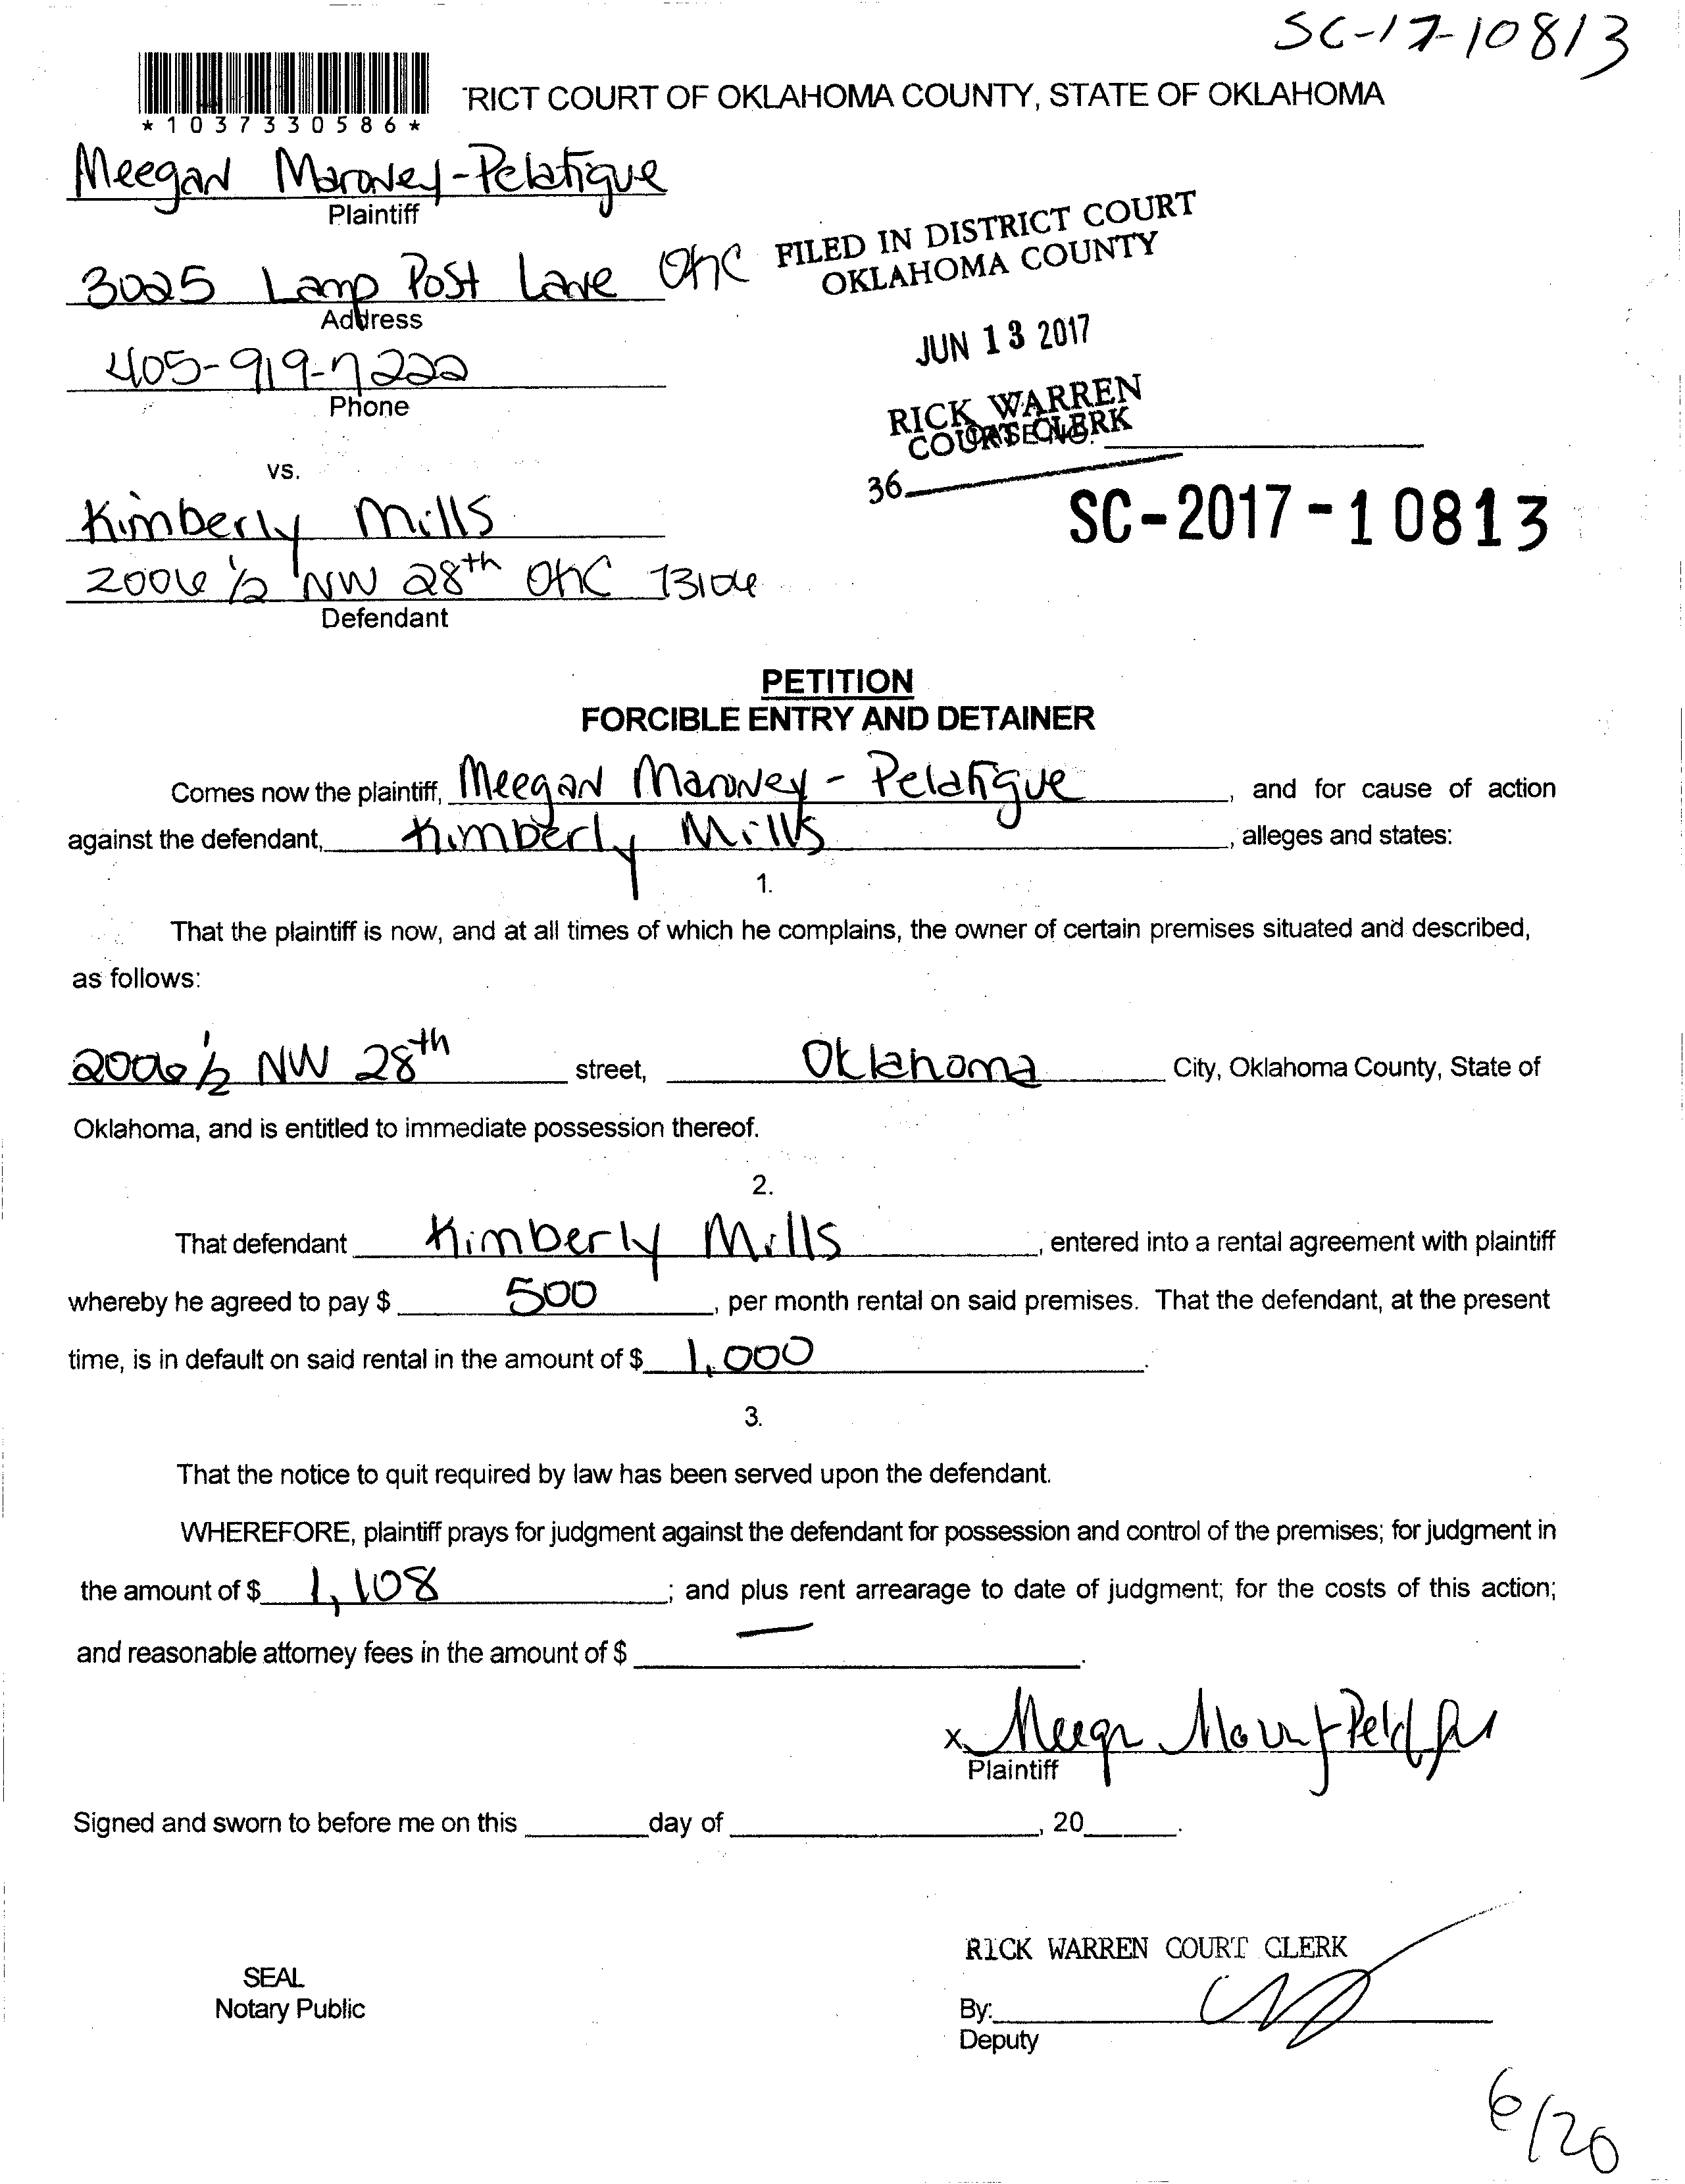 SC-17-10813
*1037330586*
RICT COURT OF OKLAHOMA COUNTY, STATE OF OKLAHOMA
Meegan Maroney-Pelatigue
Plaintiff
3025 Lamp Post Lane OKC
Address
405-919-7222
Phone
FILED IN DISTRICT COURT
OKLAHOMA COUNTY
JUN 13 2017
RICK WARREN
COURT CLERK
CASE NO.
36
vs.
SC-2017-10813
Kimberly Mills
2006 1/2 NW 28th OKC 73106
Defendant
PETITION
FORCIBLE ENTRY AND DETAINER
Comes now the plaintiff, Meegan Maroney - Pelatigue, and for cause of action
against the defendant, Kimberly Mills, alleges and states:
1.
That the plaintiff is now, and at all times of which he complains, the owner of certain premises situated and described,
as follows:
2006 1/2 NW 28th street, Oklahoma City, Oklahoma County, State of
Oklahoma, and is entitled to immediate possession thereof.
2.
That defendant Kimberly Mills, entered into a rental agreement with plaintiff
whereby he agreed to pay $ 500, per month rental on said premises. That the defendant, at the present
time, is in default on said rental in the amount of $ 1,000.
3.
That the notice to quit required by law has been served upon the defendant.
WHEREFORE, plaintiff prays for judgment against the defendant for possession and control of the premises; for judgment in
the amount of $ 1,108; and plus rent arrearage to date of judgment; for the costs of this action;
and reasonable attorney fees in the amount of $ .
x
Plaintiff
Signed and sworn to before me on this day of , 20 .
RICK WARREN COURT CLERK
SEAL
Notary Public
By:
Deputy
6/20